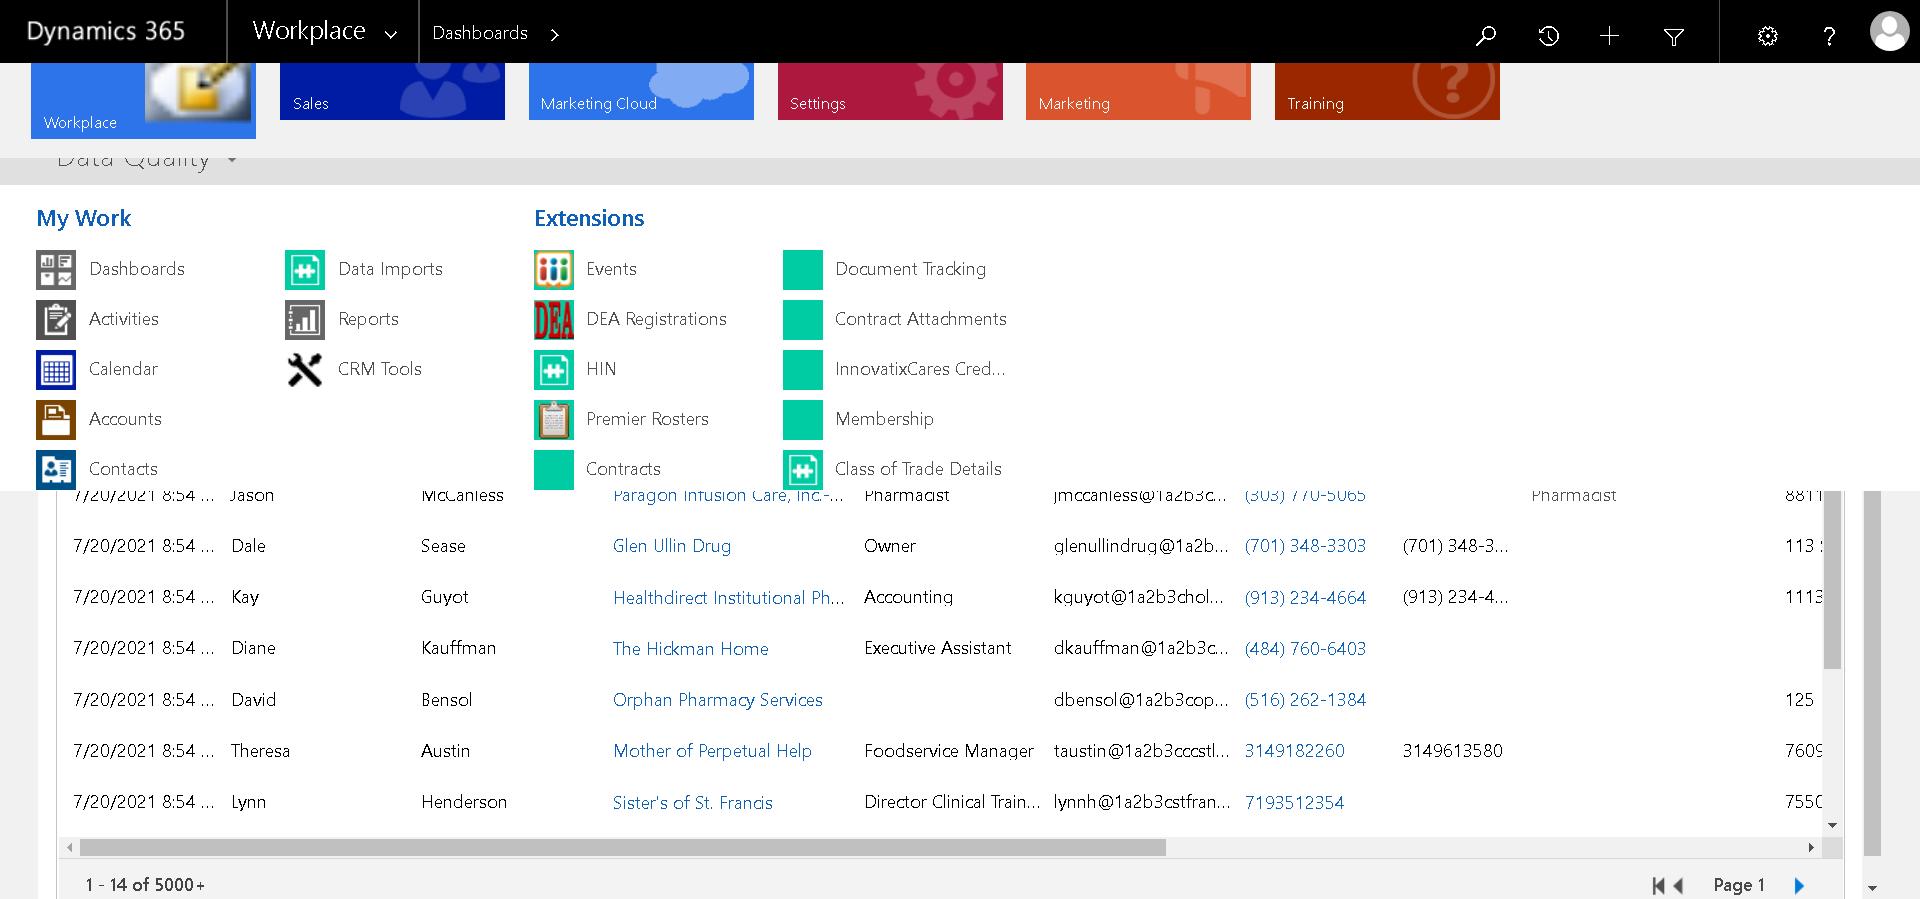 Dynamics 365 Workplace Dashboards
Workplace Sales Marketing Cloud Settings Marketing Training
Data Quality
My Work Extensions
Dashboards Data Imports Events Document Tracking
Activities Reports DEA DEA Registrations Contract Attachments
Calendar CRM Tools HIN InnovatixCares Cred...
Accounts Premier Rosters Membership
Contacts Contracts Class of Trade Details
7/20/2021 8:54 ... Jason McCanless Paragon Infusion Care, Inc.-... Pharmacist jmccanless@1a2b3c... (303) 770-5065 Pharmacist 8811
7/20/2021 8:54 ... Dale Sease Glen Ullin Drug Owner glenullindrug@1a2b... (701) 348-3303 (701) 348-3... 113
7/20/2021 8:54 ... Kay Guyot Healthdirect Institutional Ph... Accounting kguyot@1a2b3chol... (913) 234-4664 (913) 234-4... 1113
7/20/2021 8:54 ... Diane Kauffman The Hickman Home Executive Assistant dkauffman@1a2b3c... (484) 760-6403
7/20/2021 8:54 ... David Bensol Orphan Pharmacy Services dbensol@1a2b3cop... (516) 262-1384 125
7/20/2021 8:54 ... Theresa Austin Mother of Perpetual Help Foodservice Manager taustin@1a2b3cccstl... 3149182260 3149613580 7609
7/20/2021 8:54 ... Lynn Henderson Sister's of St. Francis Director Clinical Train... lynnh@1a2b3cstfran... 7193512354 7550
1 - 14 of 5000+ Page 1